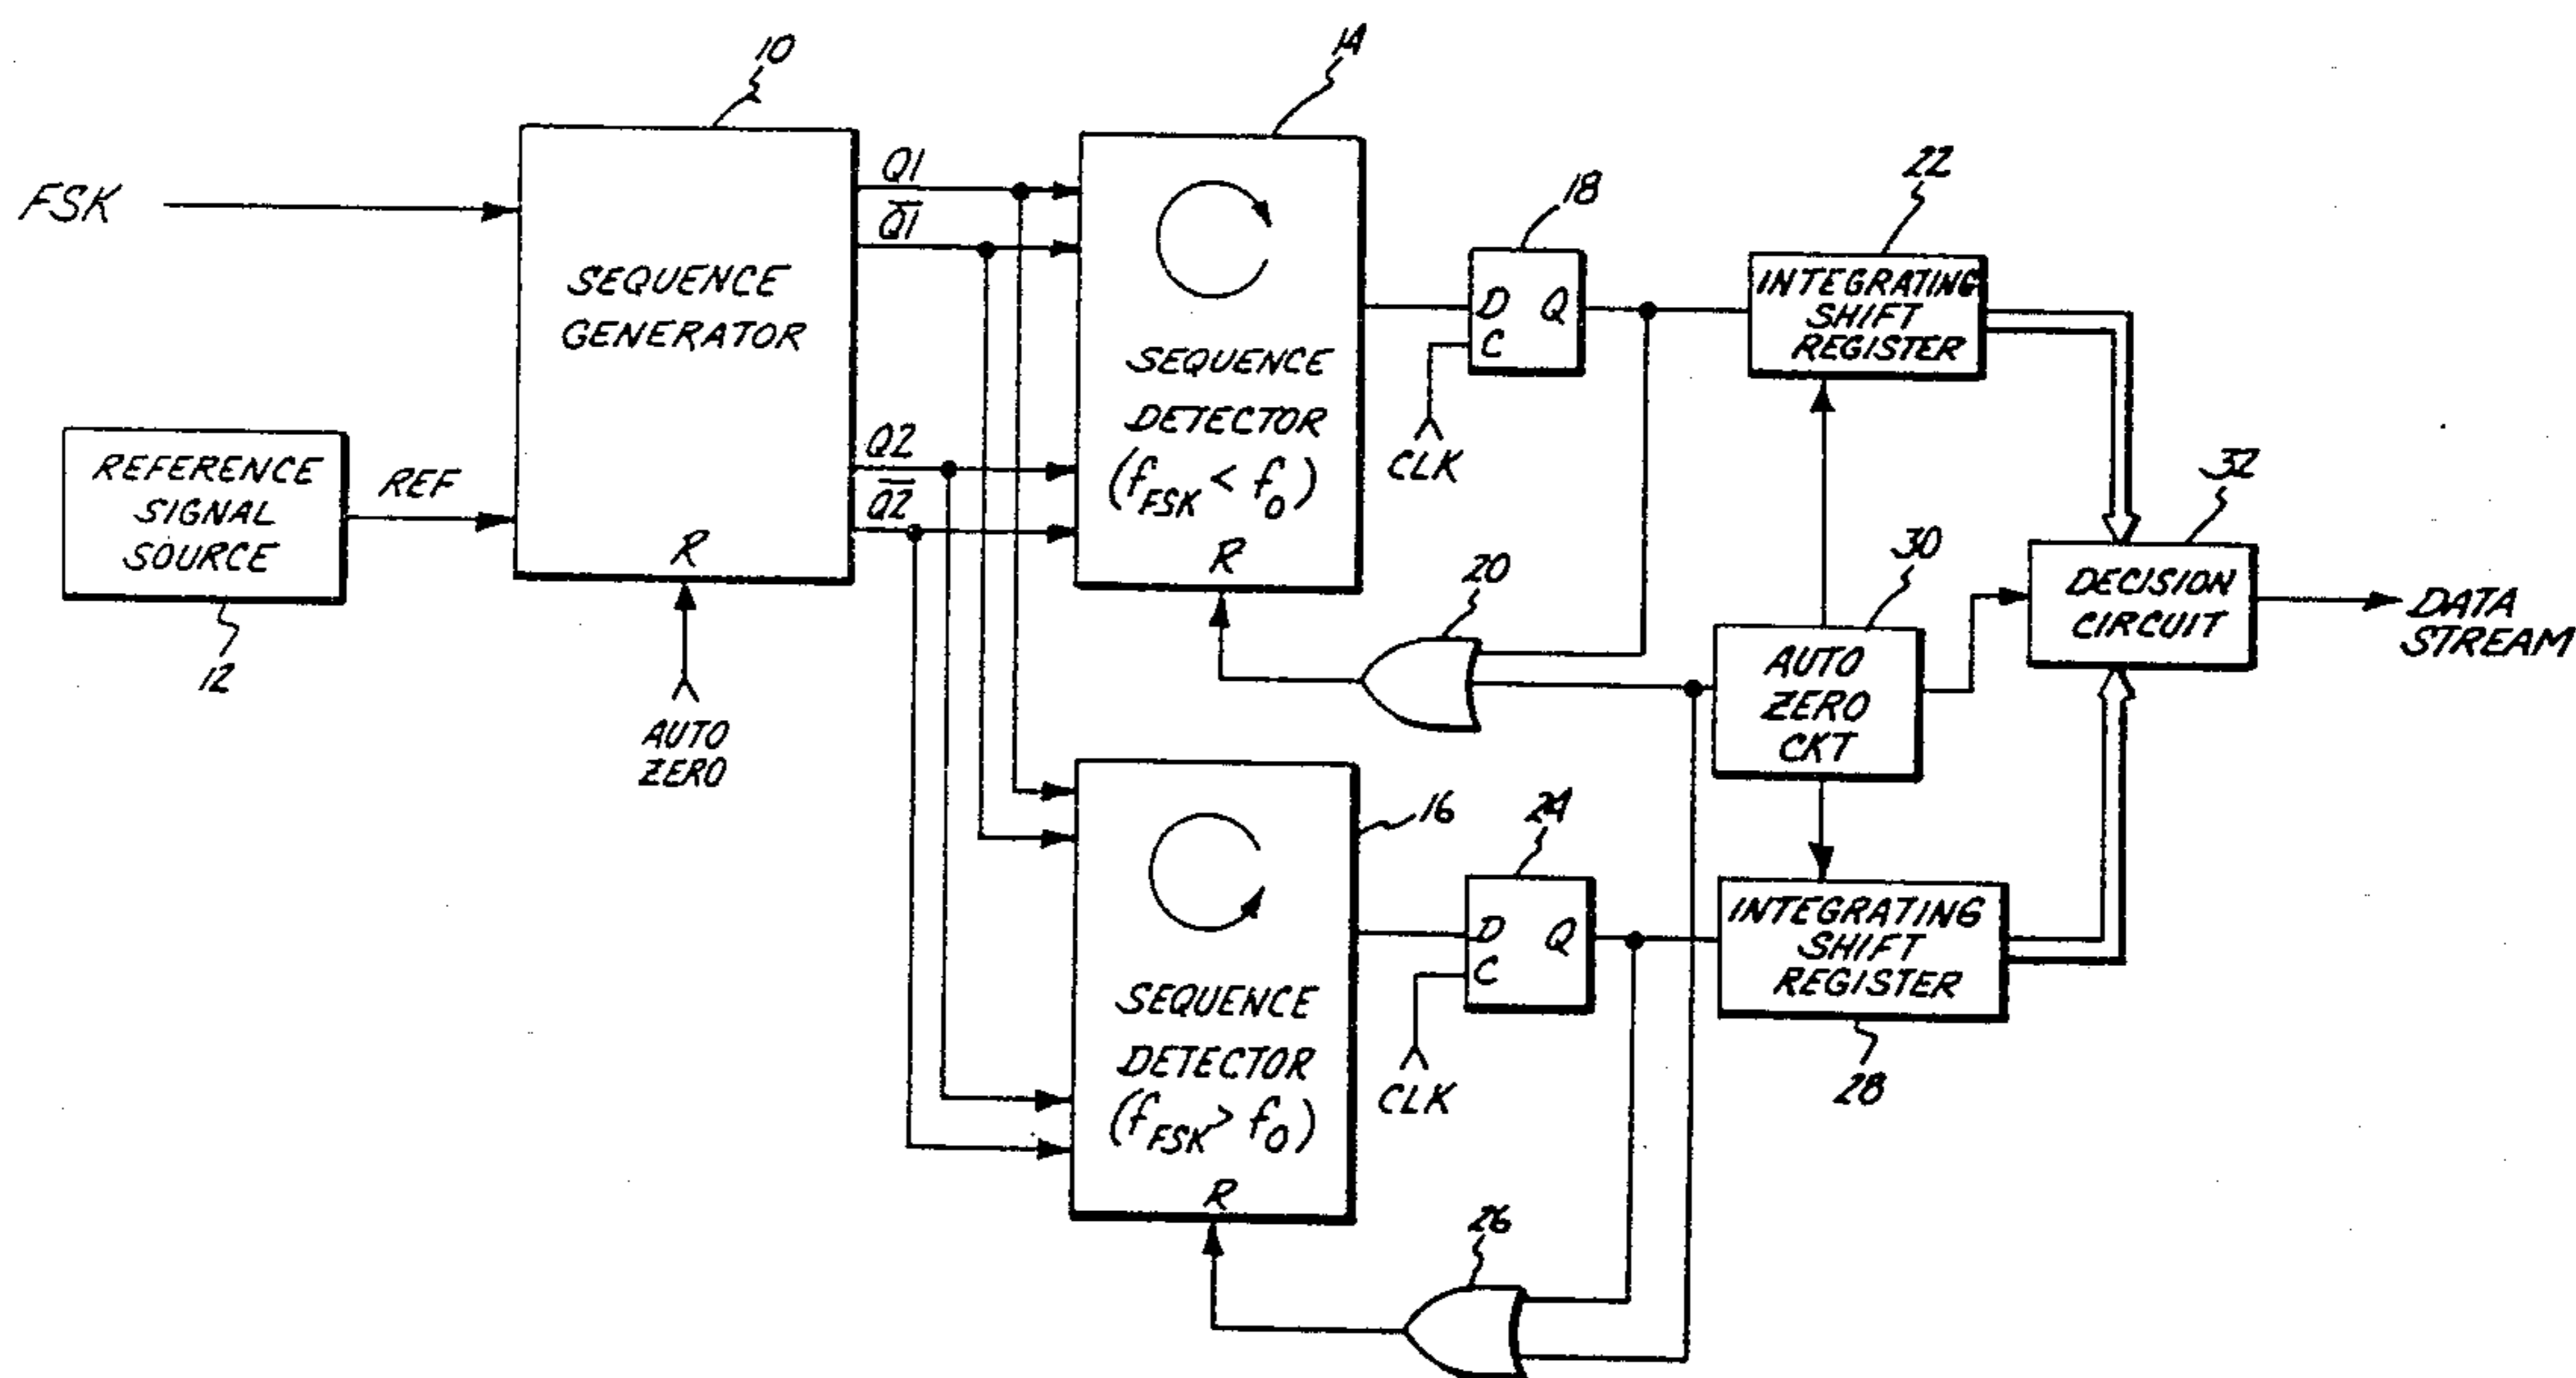 10
14
FSK
SEQUENCE
GENERATOR
R
Q1
Q̅1̅
Q2
Q̅2̅
REFERENCE
SIGNAL
SOURCE
REF
12
AUTO
ZERO
SEQUENCE
DETECTOR
(fFSK < f0)
R
18
D Q
C
CLK
22
INTEGRATING
SHIFT
REGISTER
20
30
AUTO
ZERO
CKT
32
DECISION
CIRCUIT
DATA
STREAM
16
SEQUENCE
DETECTOR
(fFSK > f0)
R
24
D Q
C
CLK
INTEGRATING
SHIFT
REGISTER
28
26